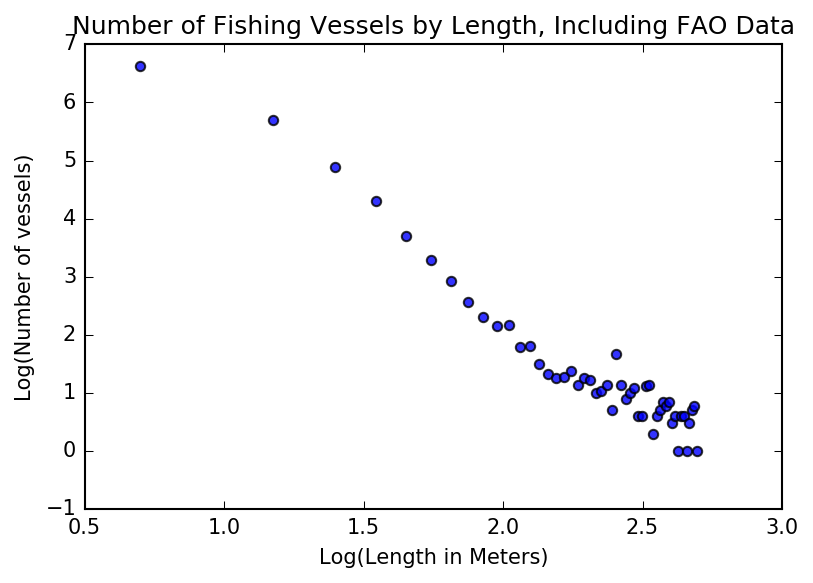 Number of Fishing Vessels by Length, Including FAO Data
7
6
5
4
3
2
1
0
−1
Log(Number of vessels)
0.5 1.0 1.5 2.0 2.5 3.0
Log(Length in Meters)